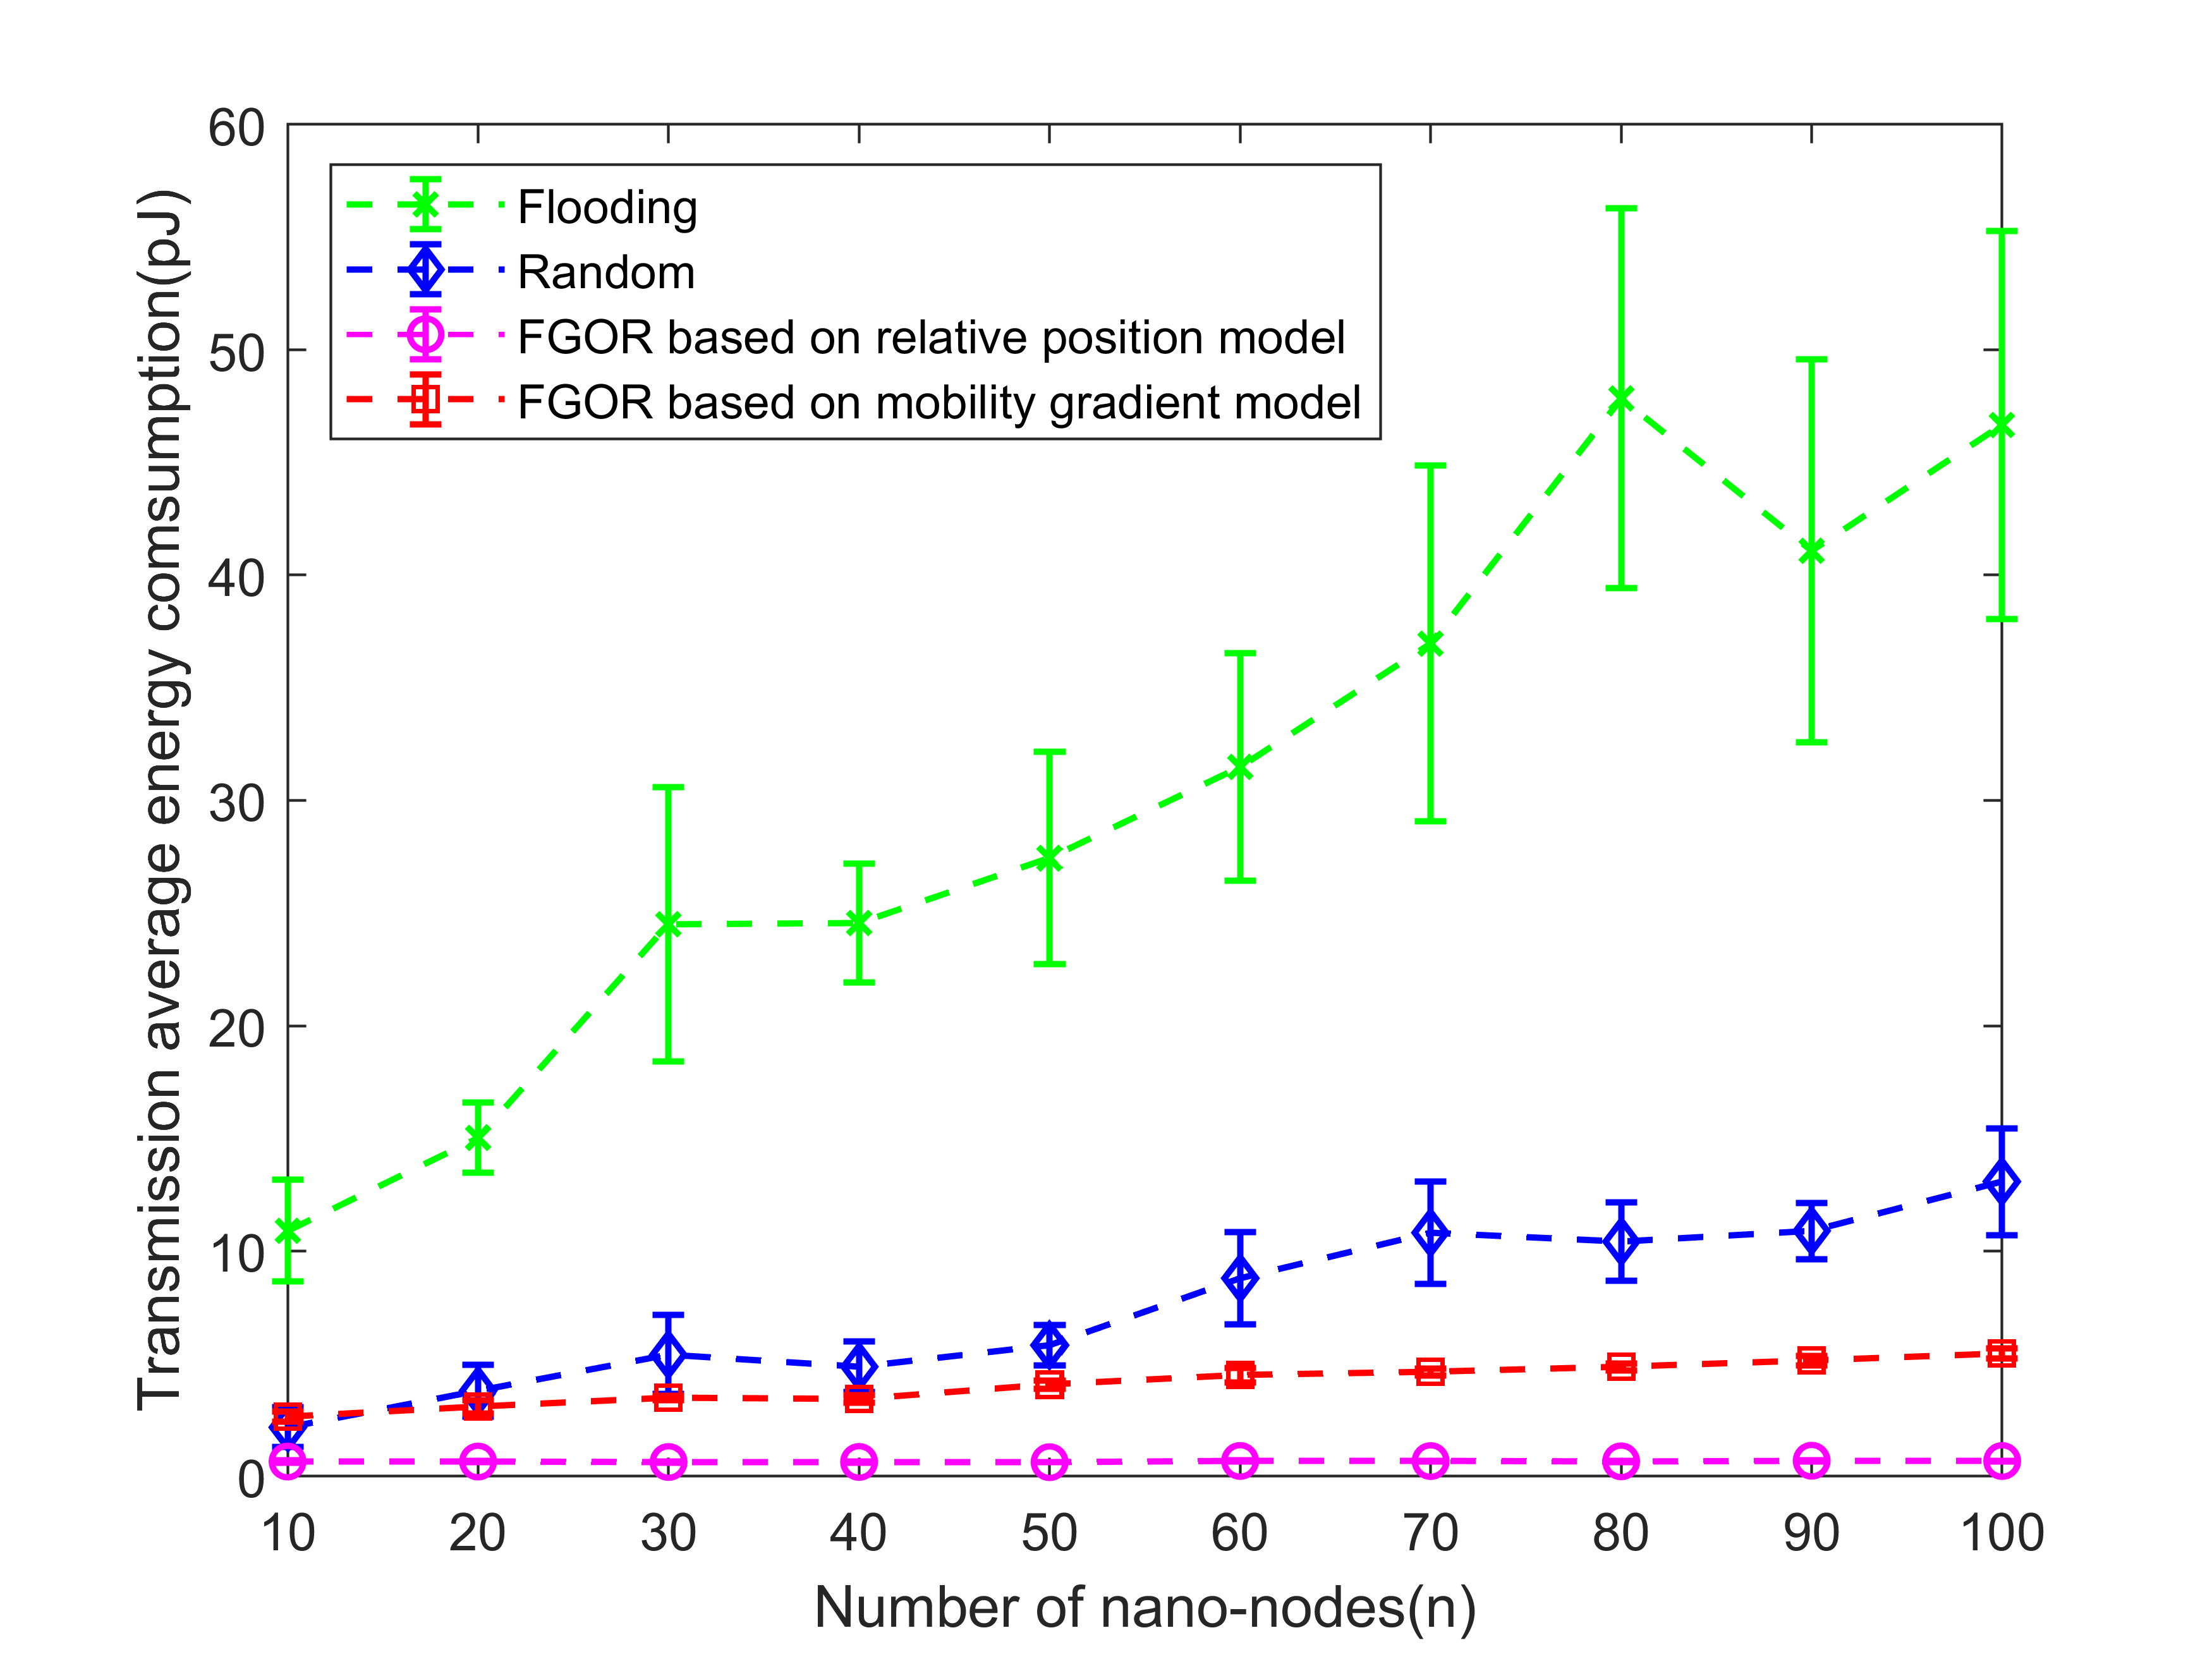 60
50
40
30
20
10
0
Transmission average energy comsumption(pJ)
Flooding
Random
FGOR based on relative position model
FGOR based on mobility gradient model
10 20 30 40 50 60 70 80 90 100
Number of nano-nodes(n)